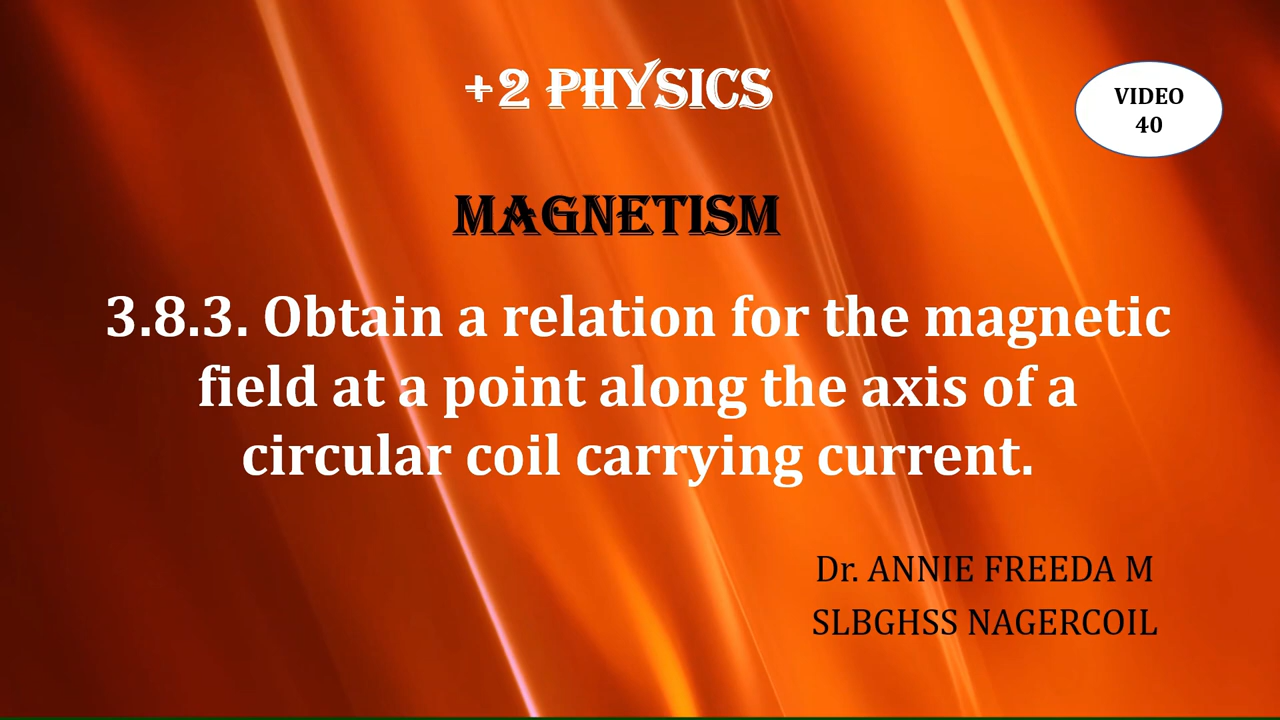 +2 PHYSICS
VIDEO
40
MAGNETISM
3.8.3. Obtain a relation for the magnetic
field at a point along the axis of a
circular coil carrying current.
Dr. ANNIE FREEDA M
SLBGHSS NAGERCOIL